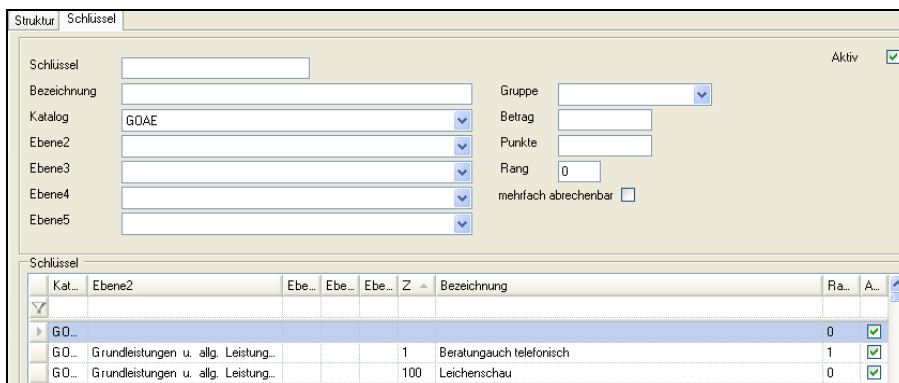 Struktur Schlüssel
Schlüssel Aktiv
Bezeichnung Gruppe
Katalog GOAE Betrag
Ebene2 Punkte
Ebene3 Rang 0
Ebene4 mehrfach abrechenbar
Ebene5
Schlüssel
Kat... Ebene2 Ebe... Ebe... Ebe... Z Bezeichnung Ra... A...
GO... 0
GO... Grundleistungen u. allg. Leistung... 1 Beratungauch telefonisch 1
GO... Grundleistungen u. allg. Leistung... 100 Leichenschau 0